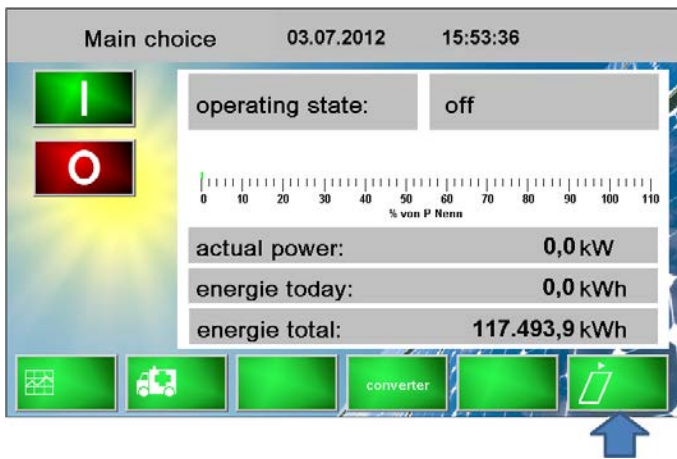 Main choice 03.07.2012 15:53:36
I
operating state: off
O
0 10 20 30 40 50 60 70 80 90 100 110
% von P Nenn
actual power: 0,0 kW
energie today: 0,0 kWh
energie total: 117.493,9 kWh
converter